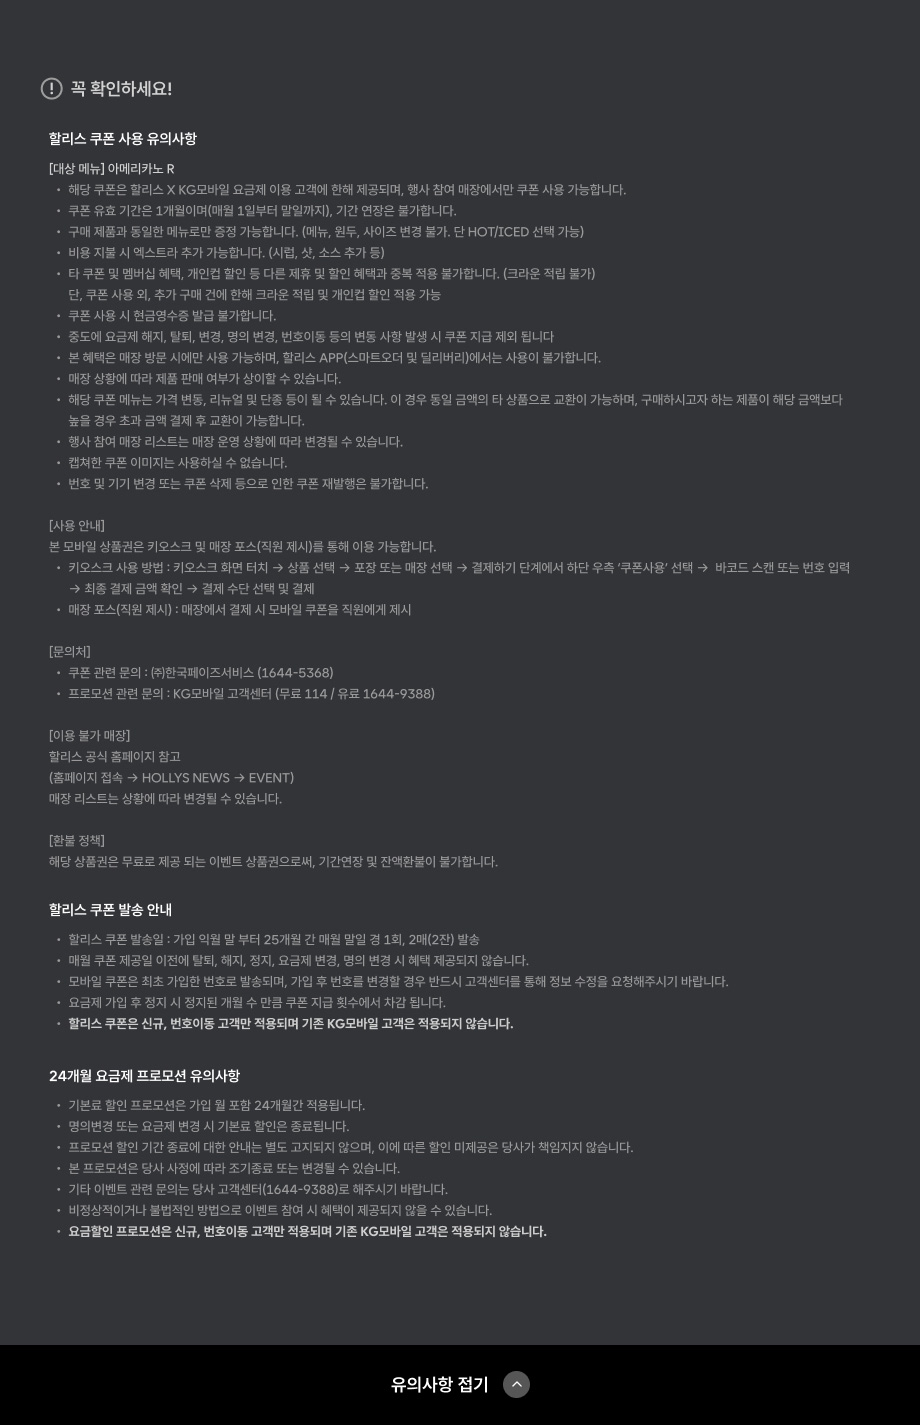 꼭 확인하세요!
할리스 쿠폰 사용 유의사항
[대상 메뉴] 아메리카노 R
• 해당 쿠폰은 할리스 X KG모바일 요금제 이용 고객에 한해 제공되며, 행사 참여 매장에서만 쿠폰 사용 가능합니다.
• 쿠폰 유효 기간은 1개월이며(매월 1일부터 말일까지), 기간 연장은 불가합니다.
• 구매 제품과 동일한 메뉴로만 증정 가능합니다. (메뉴, 원두, 사이즈 변경 불가. 단 HOT/ICED 선택 가능)
• 비용 지불 시 엑스트라 추가 가능합니다. (시럽, 샷, 소스 추가 등)
• 타 쿠폰 및 멤버십 혜택, 개인컵 할인 등 다른 제휴 및 할인 혜택과 중복 적용 불가합니다. (크라운 적립 불가)
단, 쿠폰 사용 외, 추가 구매 건에 한해 크라운 적립 및 개인컵 할인 적용 가능
• 쿠폰 사용 시 현금영수증 발급 불가합니다.
• 중도에 요금제 해지, 탈퇴, 변경, 명의 변경, 번호이동 등의 변동 사항 발생 시 쿠폰 지급 제외 됩니다
• 본 혜택은 매장 방문 시에만 사용 가능하며, 할리스 APP(스마트오더 및 딜리버리)에서는 사용이 불가합니다.
• 매장 상황에 따라 제품 판매 여부가 상이할 수 있습니다.
• 해당 쿠폰 메뉴는 가격 변동, 리뉴얼 및 단종 등이 될 수 있습니다. 이 경우 동일 금액의 타 상품으로 교환이 가능하며, 구매하시고자 하는 제품이 해당 금액보다
높을 경우 초과 금액 결제 후 교환이 가능합니다.
• 행사 참여 매장 리스트는 매장 운영 상황에 따라 변경될 수 있습니다.
• 캡쳐한 쿠폰 이미지는 사용하실 수 없습니다.
• 번호 및 기기 변경 또는 쿠폰 삭제 등으로 인한 쿠폰 재발행은 불가합니다.
[사용 안내]
본 모바일 상품권은 키오스크 및 매장 포스(직원 제시)를 통해 이용 가능합니다.
• 키오스크 사용 방법 : 키오스크 화면 터치 → 상품 선택 → 포장 또는 매장 선택 → 결제하기 단계에서 하단 우측 ‘쿠폰사용’ 선택 → 바코드 스캔 또는 번호 입력
→ 최종 결제 금액 확인 → 결제 수단 선택 및 결제
• 매장 포스(직원 제시) : 매장에서 결제 시 모바일 쿠폰을 직원에게 제시
[문의처]
• 쿠폰 관련 문의 : ㈜한국페이즈서비스 (1644-5368)
• 프로모션 관련 문의 : KG모바일 고객센터 (무료 114 / 유료 1644-9388)
[이용 불가 매장]
할리스 공식 홈페이지 참고
(홈페이지 접속 → HOLLYS NEWS → EVENT)
매장 리스트는 상황에 따라 변경될 수 있습니다.
[환불 정책]
해당 상품권은 무료로 제공 되는 이벤트 상품권으로써, 기간연장 및 잔액환불이 불가합니다.
할리스 쿠폰 발송 안내
• 할리스 쿠폰 발송일 : 가입 익월 말 부터 25개월 간 매월 말일 경 1회, 2매(2잔) 발송
• 매월 쿠폰 제공일 이전에 탈퇴, 해지, 정지, 요금제 변경, 명의 변경 시 혜택 제공되지 않습니다.
• 모바일 쿠폰은 최초 가입한 번호로 발송되며, 가입 후 번호를 변경할 경우 반드시 고객센터를 통해 정보 수정을 요청해주시기 바랍니다.
• 요금제 가입 후 정지 시 정지된 개월 수 만큼 쿠폰 지급 횟수에서 차감 됩니다.
• 할리스 쿠폰은 신규, 번호이동 고객만 적용되며 기존 KG모바일 고객은 적용되지 않습니다.
24개월 요금제 프로모션 유의사항
• 기본료 할인 프로모션은 가입 월 포함 24개월간 적용됩니다.
• 명의변경 또는 요금제 변경 시 기본료 할인은 종료됩니다.
• 프로모션 할인 기간 종료에 대한 안내는 별도 고지되지 않으며, 이에 따른 할인 미제공은 당사가 책임지지 않습니다.
• 본 프로모션은 당사 사정에 따라 조기종료 또는 변경될 수 있습니다.
• 기타 이벤트 관련 문의는 당사 고객센터(1644-9388)로 해주시기 바랍니다.
• 비정상적이거나 불법적인 방법으로 이벤트 참여 시 혜택이 제공되지 않을 수 있습니다.
• 요금할인 프로모션은 신규, 번호이동 고객만 적용되며 기존 KG모바일 고객은 적용되지 않습니다.
유의사항 접기